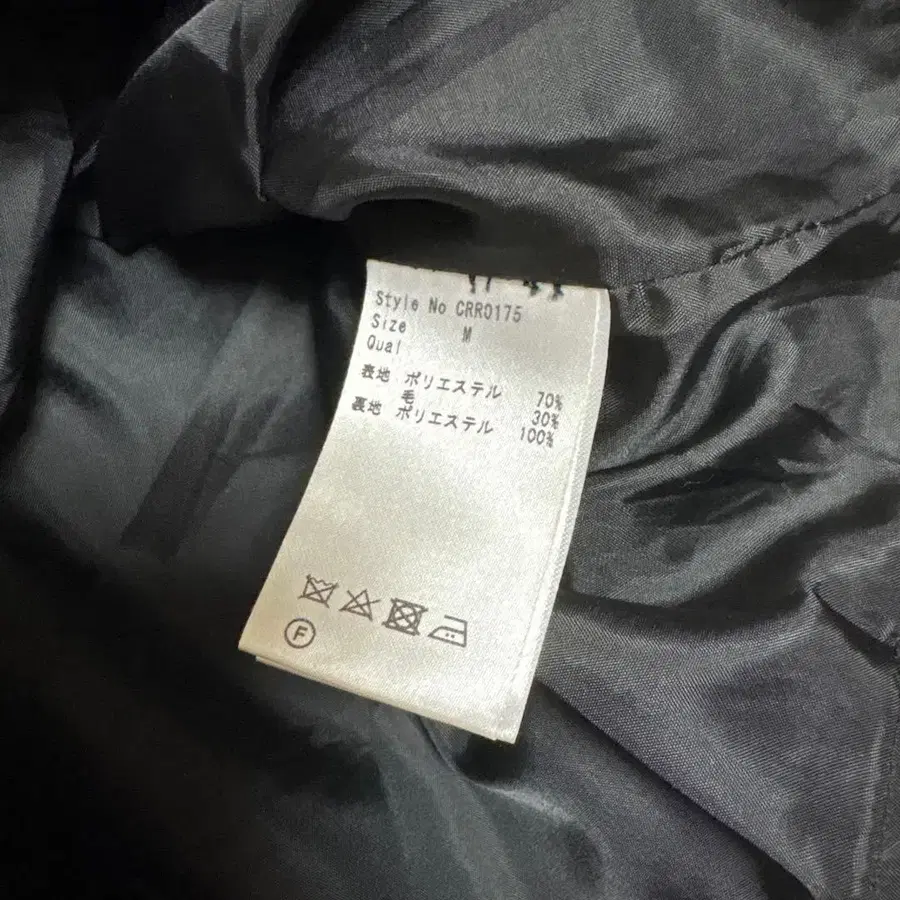 Style No CRR0175
Size M
Qual
表地 ポリエステル 70%
毛 30%
裏地 ポリエステル 100%
F